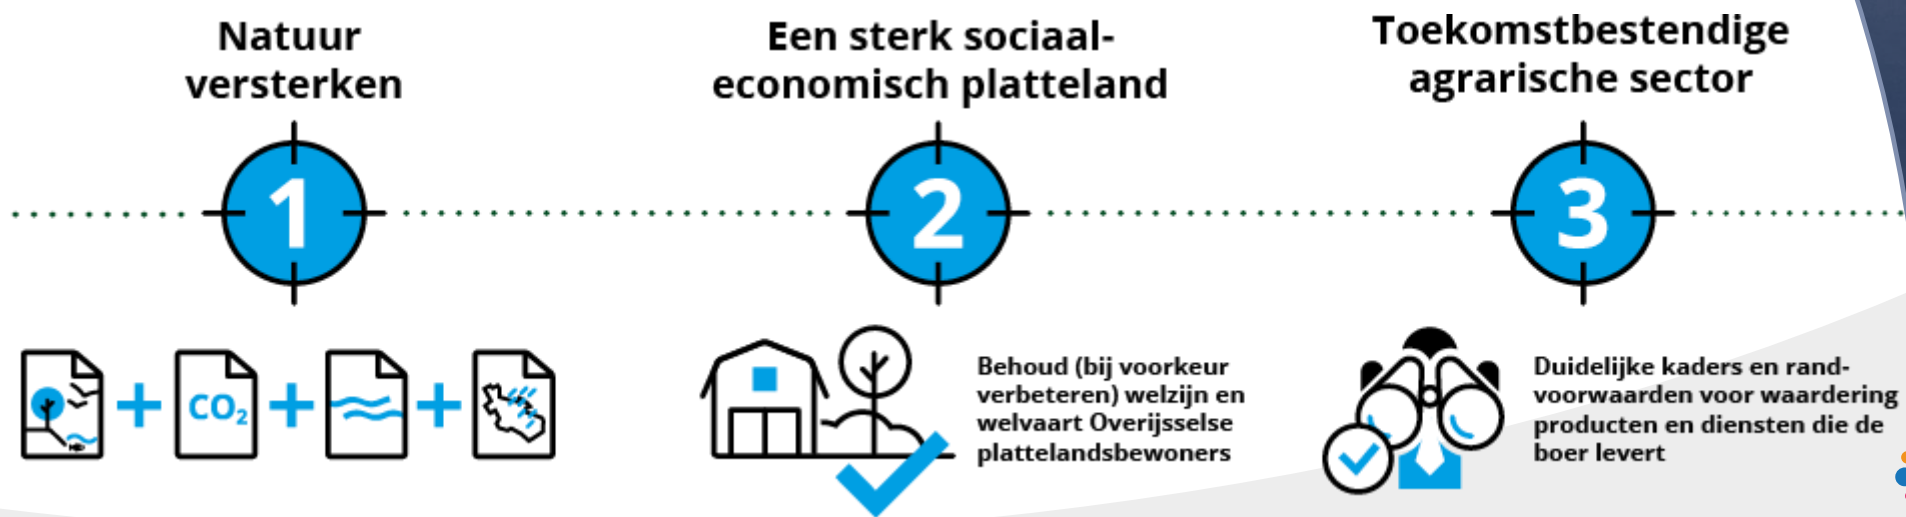 Natuur
versterken
Een sterk sociaal-
economisch platteland
Toekomstbestendige
agrarische sector
1
2
3
CO₂
Behoud (bij voorkeur
verbeteren) welzijn en
welvaart Overijsselse
plattelandsbewoners
Duidelijke kaders en rand-
voorwaarden voor waardering
producten en diensten die de
boer levert